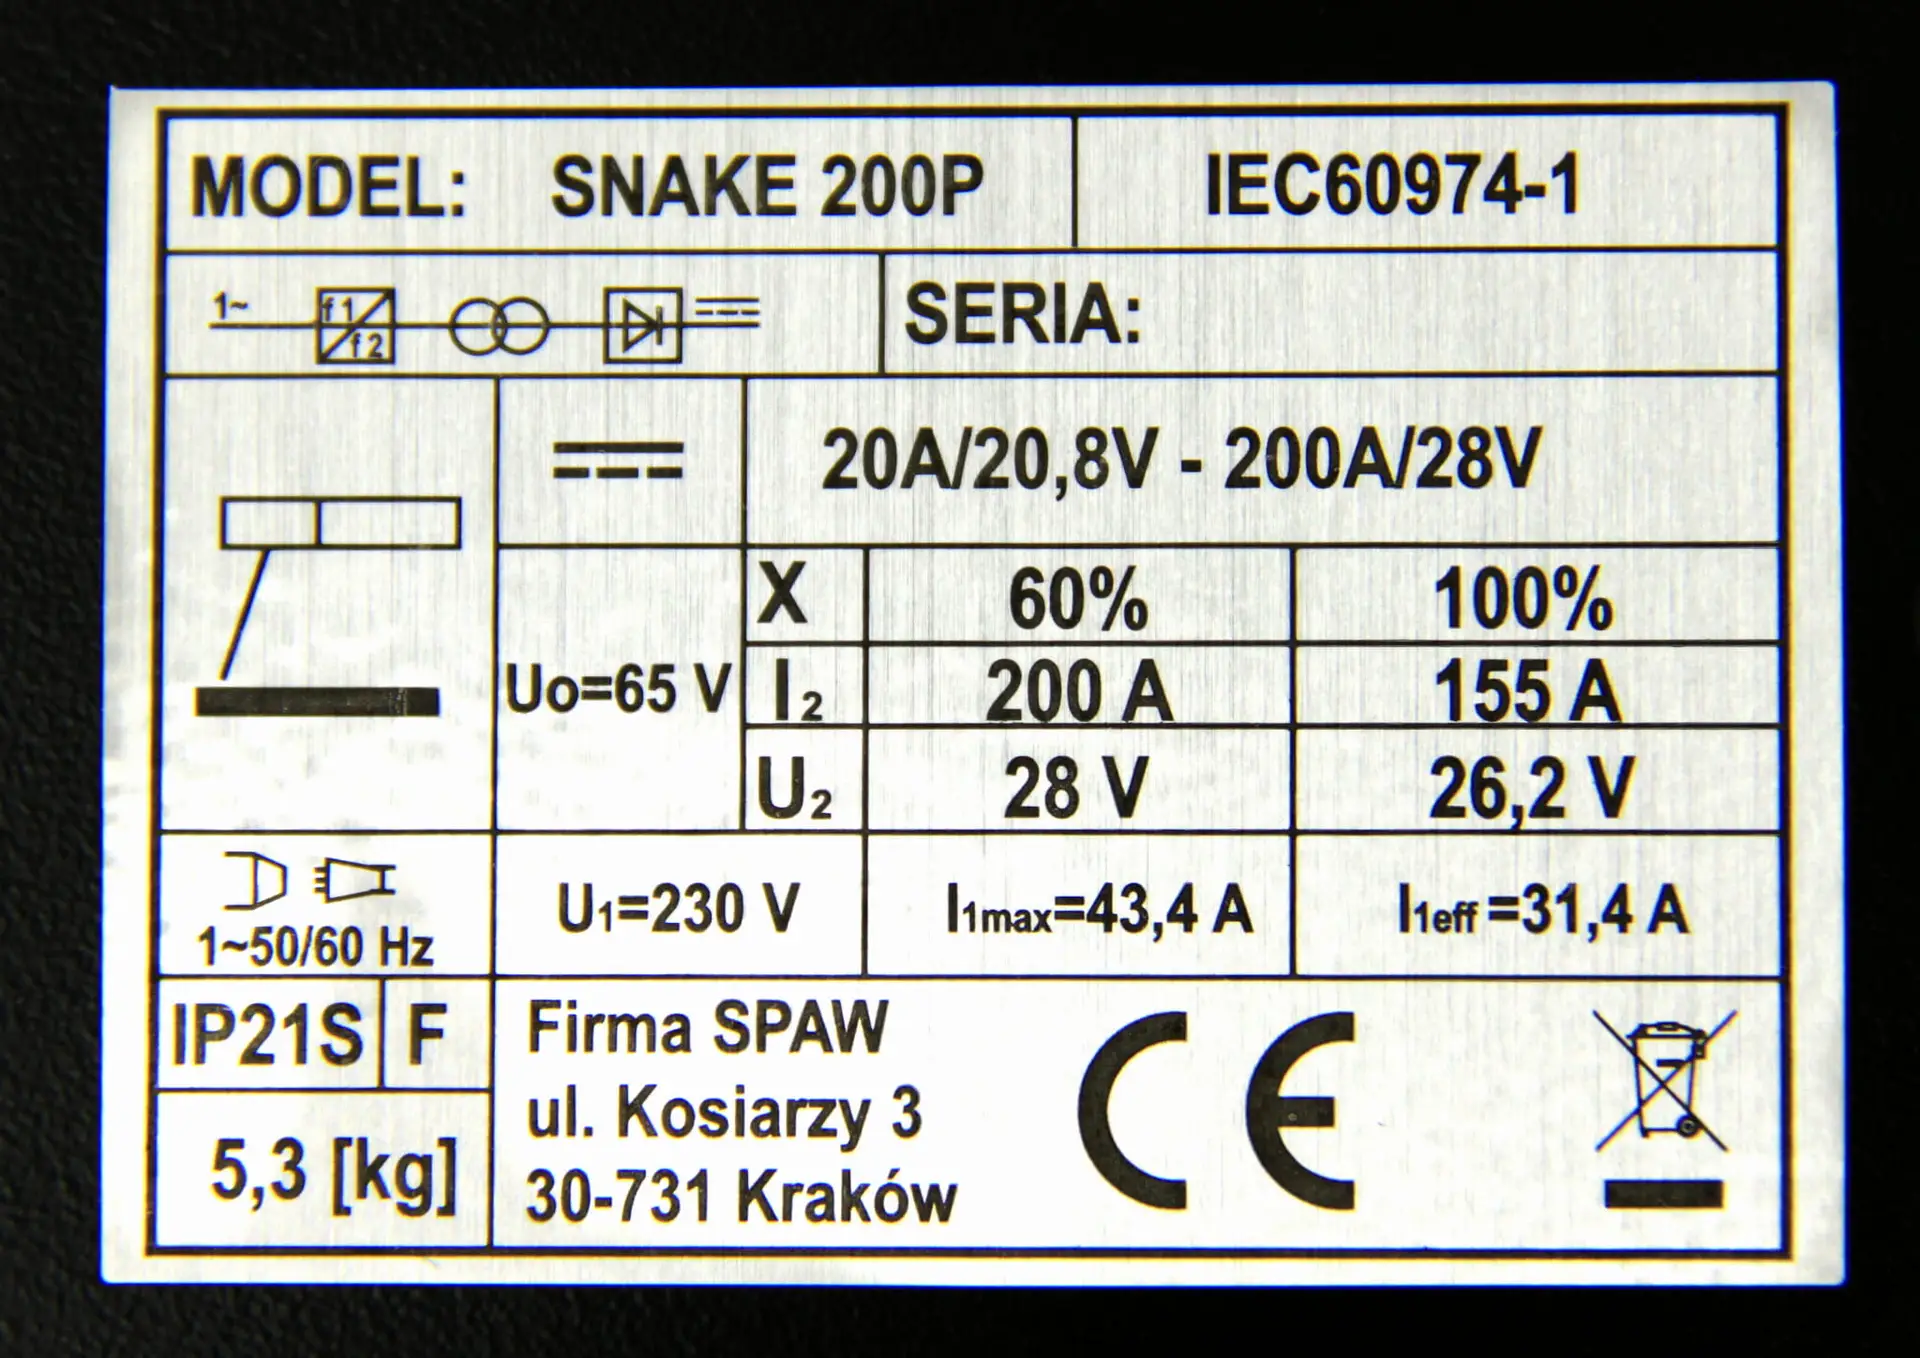 MODEL: SNAKE 200P IEC60974-1
1~ f1 f2 SERIA:
20A/20,8V - 200A/28V
X 60% 100%
Uo=65 V I2 200 A 155 A
U2 28 V 26,2 V
1~50/60 Hz U1=230 V I1max=43,4 A I1eff=31,4 A
IP21S F
5,3 [kg]
Firma SPAW
ul. Kosiarzy 3
30-731 Kraków
CE